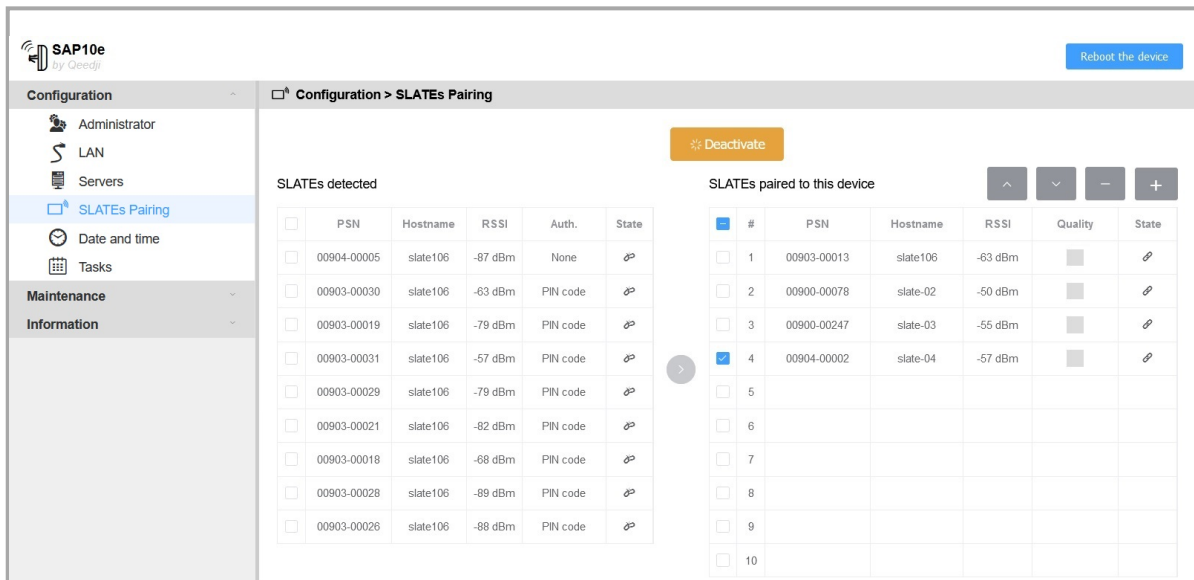 SAP10e
by Qeedji
Reboot the device
Configuration
Administrator
LAN
Servers
SLATEs Pairing
Date and time
Tasks
Maintenance
Information
Configuration > SLATEs Pairing
Deactivate
SLATEs detected
PSN Hostname RSSI Auth. State
00904-00005 slate106 -87 dBm None
00903-00030 slate106 -63 dBm PIN code
00903-00019 slate106 -79 dBm PIN code
00903-00031 slate106 -57 dBm PIN code
00903-00029 slate106 -79 dBm PIN code
00903-00021 slate106 -82 dBm PIN code
00903-00018 slate106 -68 dBm PIN code
00903-00028 slate106 -89 dBm PIN code
00903-00026 slate106 -88 dBm PIN code
SLATEs paired to this device
# PSN Hostname RSSI Quality State
1 00903-00013 slate106 -63 dBm
2 00900-00078 slate-02 -50 dBm
3 00900-00247 slate-03 -55 dBm
4 00904-00002 slate-04 -57 dBm
5
6
7
8
9
10